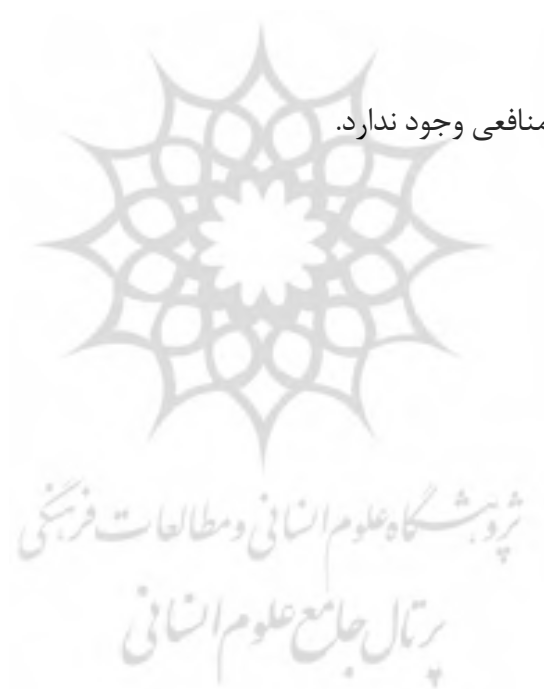 منافعی وجود ندارد.
پژوهشگاه علوم انسانی و مطالعات فرهنگی
پرتال جامع علوم انسانی